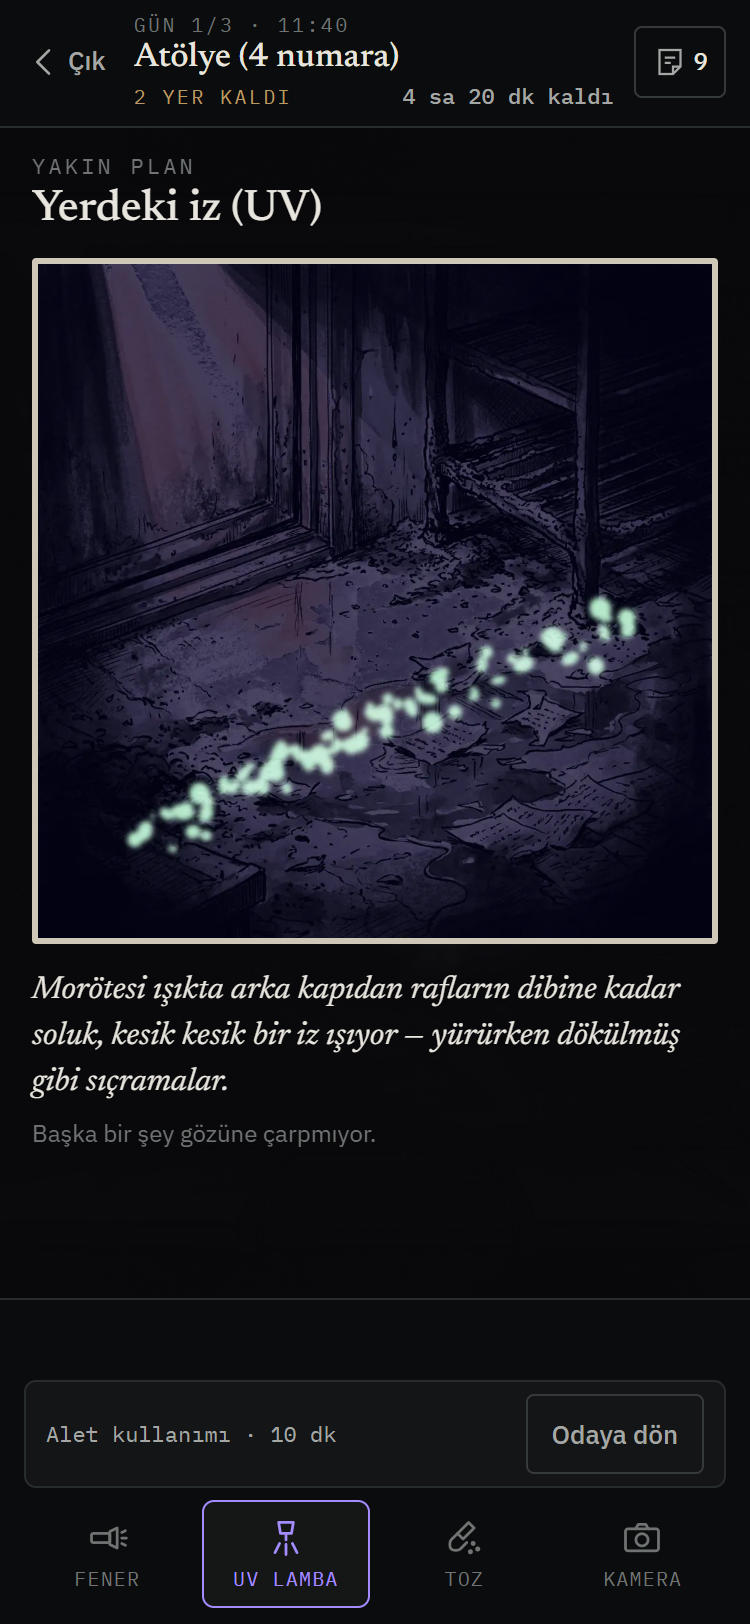 GÜN 1/3 · 11:40
Çık
Atölye (4 numara)
9
2 YER KALDI
4 sa 20 dk kaldı
YAKIN PLAN
Yerdeki iz (UV)
Morötesi ışıkta arka kapıdan rafların dibine kadar
soluk, kesik kesik bir iz ışıyor — yürürken dökülmüş
gibi sıçramalar.
Başka bir şey gözüne çarpmıyor.
Alet kullanımı · 10 dk
Odaya dön
FENER
UV LAMBA
TOZ
KAMERA